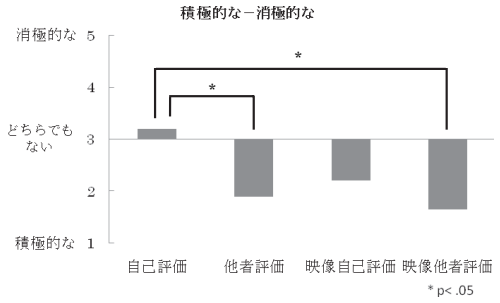 積極的な－消極的な
消極的な 5
4
どちらでも
ない 3
2
積極的な 1
*
*
自己評価 他者評価 映像自己評価 映像他者評価
* p< .05